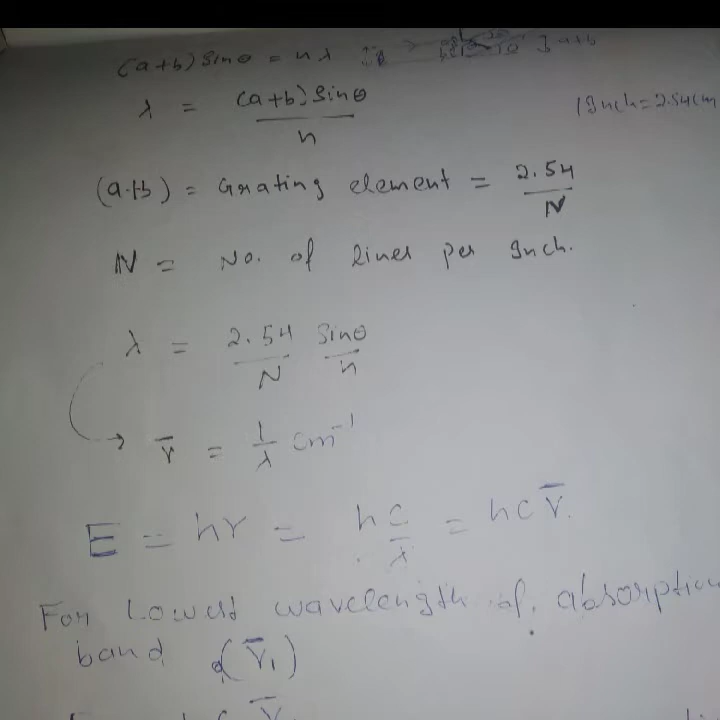 (a+b) Sinθ = nλ a+b
λ = (a+b) Sinθ / n
1 Inch = 2.54 cm
(a+b) = Grating element = 2.54 / N
N = No. of lines per Inch.
λ = 2.54 / N Sinθ / n
→ ν̅ = 1 / λ cm⁻¹
E = hν = hc / λ = hc ν̅.
For Lowest wavelength of absorption
band (ν̅₁)